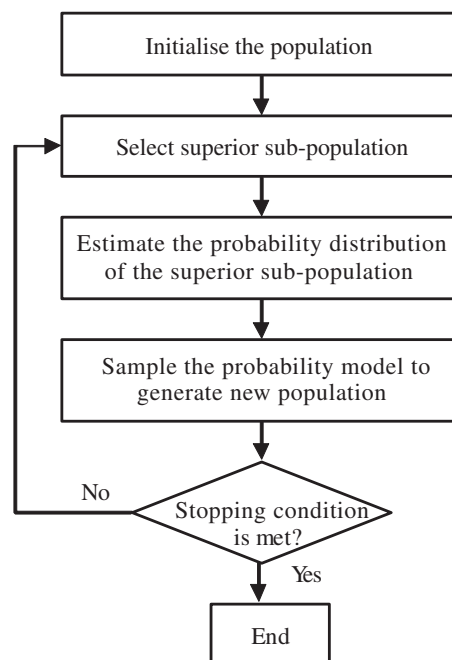 Initialise the population
Select superior sub-population
Estimate the probability distribution
of the superior sub-population
Sample the probability model to
generate new population
No
Stopping condition
is met?
Yes
End